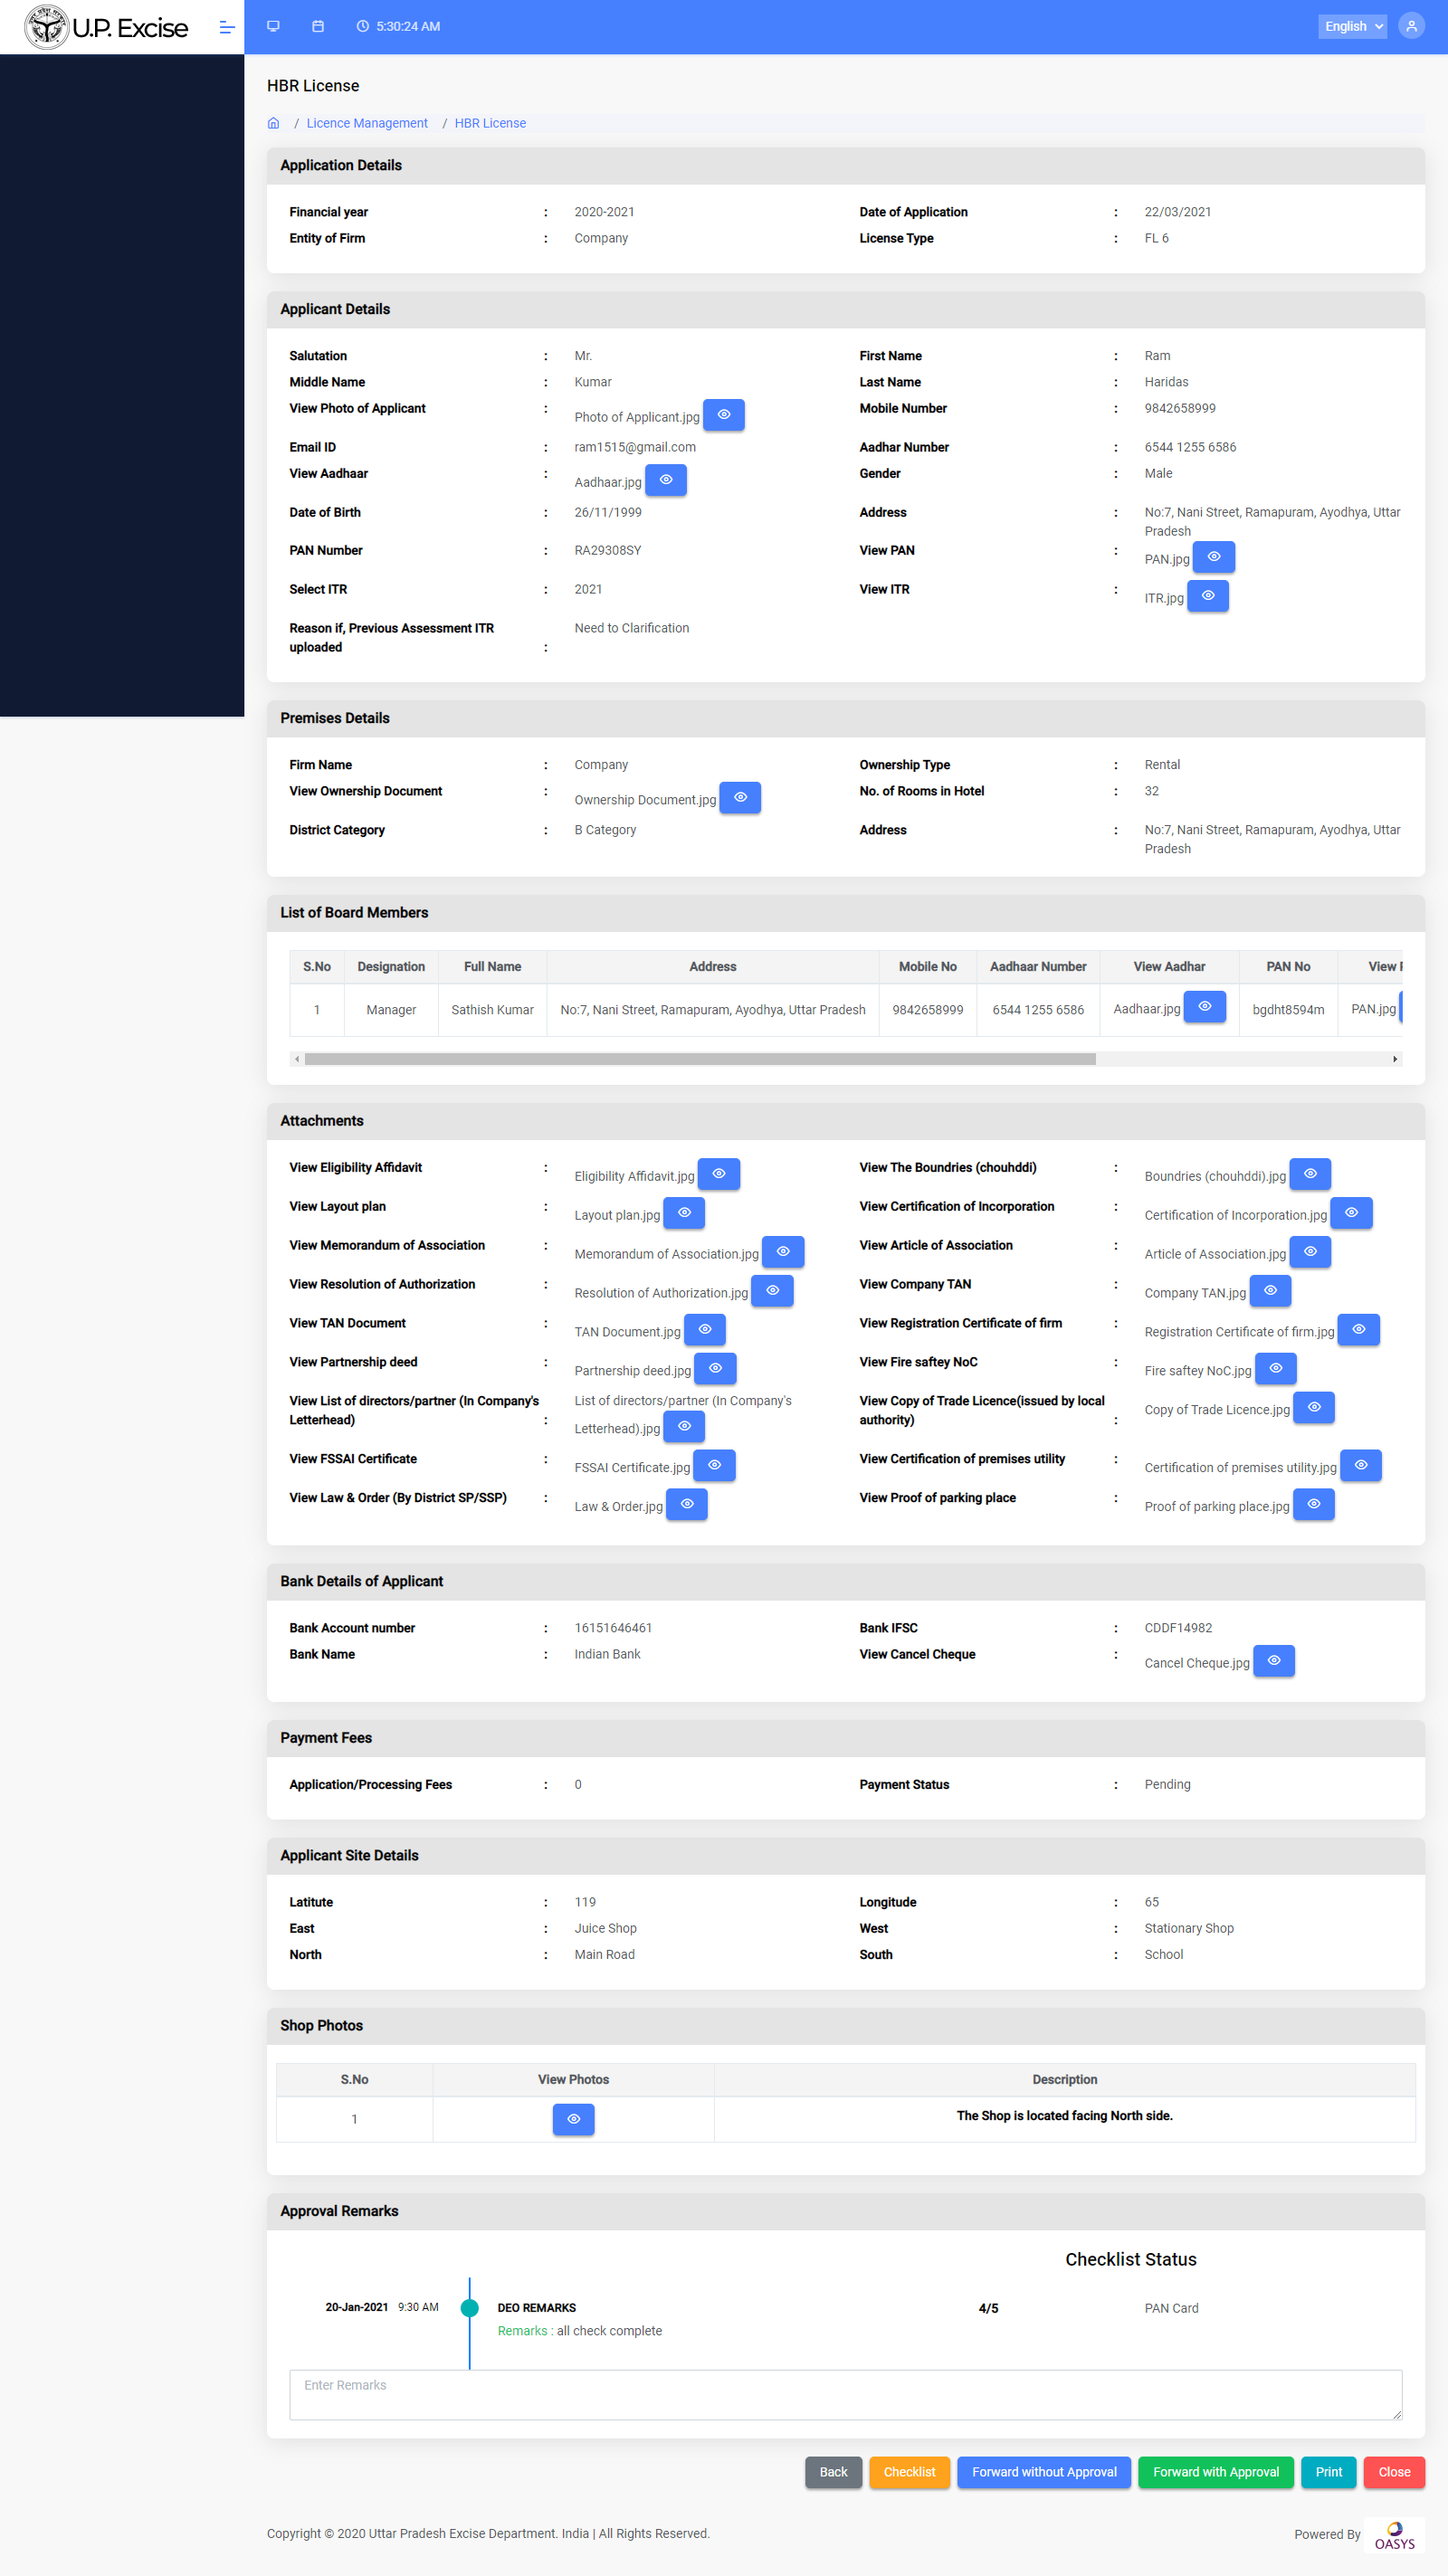 U.P. Excise
5:30:24 AM
English
HBR License
/ Licence Management / HBR License
Application Details
Financial year : 2020-2021 Date of Application : 22/03/2021
Entity of Firm : Company License Type : FL 6
Applicant Details
Salutation : Mr. First Name : Ram
Middle Name : Kumar Last Name : Haridas
View Photo of Applicant : Photo of Applicant.jpg Mobile Number : 9842658999
Email ID : ram1515@gmail.com Aadhar Number : 6544 1255 6586
View Aadhaar : Aadhaar.jpg Gender : Male
Date of Birth : 26/11/1999 Address : No:7, Nani Street, Ramapuram, Ayodhya, Uttar
Pradesh
PAN Number : RA29308SY View PAN : PAN.jpg
Select ITR : 2021 View ITR : ITR.jpg
Reason if, Previous Assessment ITR Need to Clarification
uploaded :
Premises Details
Firm Name : Company Ownership Type : Rental
View Ownership Document : Ownership Document.jpg No. of Rooms in Hotel : 32
District Category : B Category Address : No:7, Nani Street, Ramapuram, Ayodhya, Uttar
Pradesh
List of Board Members
S.No Designation Full Name Address Mobile No Aadhaar Number View Aadhar PAN No View
1 Manager Sathish Kumar No:7, Nani Street, Ramapuram, Ayodhya, Uttar Pradesh 9842658999 6544 1255 6586 Aadhaar.jpg bgdht8594m PAN.jpg
Attachments
View Eligibility Affidavit : Eligibility Affidavit.jpg View The Boundries (chouhddi) : Boundries (chouhddi).jpg
View Layout plan : Layout plan.jpg View Certification of Incorporation : Certification of Incorporation.jpg
View Memorandum of Association : Memorandum of Association.jpg View Article of Association : Article of Association.jpg
View Resolution of Authorization : Resolution of Authorization.jpg View Company TAN : Company TAN.jpg
View TAN Document : TAN Document.jpg View Registration Certificate of firm : Registration Certificate of firm.jpg
View Partnership deed : Partnership deed.jpg View Fire saftey NoC : Fire saftey NoC.jpg
View List of directors/partner (In Company's List of directors/partner (In Company's View Copy of Trade Licence(issued by local Copy of Trade Licence.jpg
Letterhead) : Letterhead).jpg authority) :
View FSSAI Certificate : FSSAI Certificate.jpg View Certification of premises utility : Certification of premises utility.jpg
View Law & Order (By District SP/SSP) : Law & Order.jpg View Proof of parking place : Proof of parking place.jpg
Bank Details of Applicant
Bank Account number : 16151646461 Bank IFSC : CDDF14982
Bank Name : Indian Bank View Cancel Cheque : Cancel Cheque.jpg
Payment Fees
Application/Processing Fees : 0 Payment Status : Pending
Applicant Site Details
Latitute : 119 Longitude : 65
East : Juice Shop West : Stationary Shop
North : Main Road South : School
Shop Photos
S.No View Photos Description
1 The Shop is located facing North side.
Approval Remarks
Checklist Status
20-Jan-2021 9:30 AM DEO REMARKS 4/5 PAN Card
Remarks : all check complete
Enter Remarks
Back Checklist Forward without Approval Forward with Approval Print Close
Copyright © 2020 Uttar Pradesh Excise Department. India | All Rights Reserved. Powered By OASYS